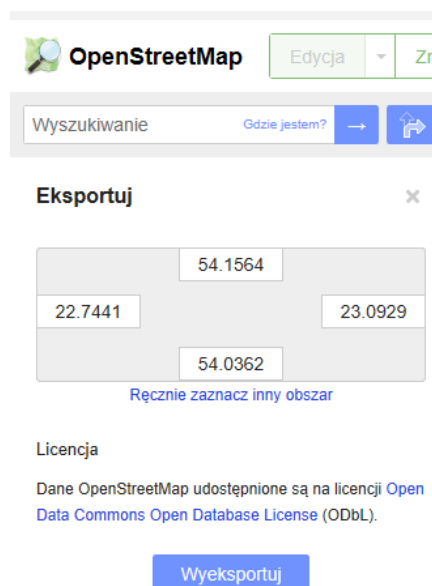 OpenStreetMap
Edycja
Wyszukiwanie Gdzie jestem? →
Eksportuj ×
54.1564
22.7441 23.0929
54.0362
Ręcznie zaznacz inny obszar
Licencja
Dane OpenStreetMap udostępnione są na licencji Open
Data Commons Open Database License (ODbL).
Wyeksportuj